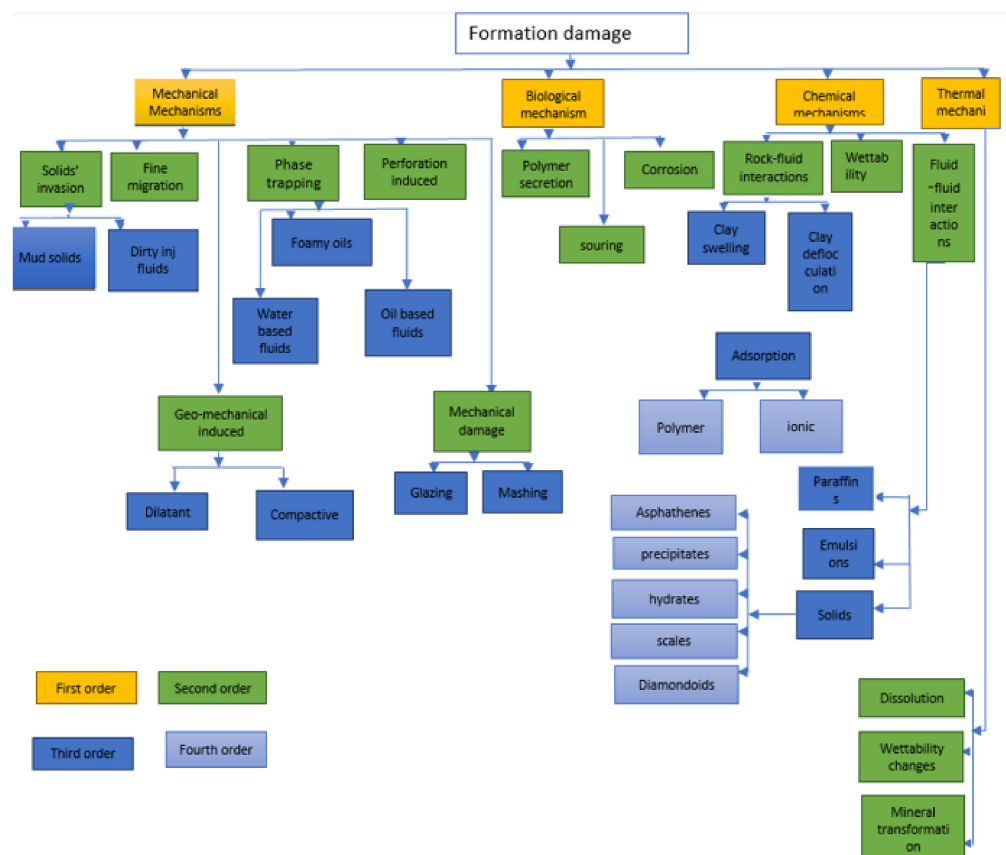 Formation damage
Mechanical
Mechanisms
Biological
mechanism
Chemical
mechanisms
Thermal
mechani
Solids'
invasion
Fine
migration
Phase
trapping
Perforation
induced
Polymer
secretion
Corrosion
Rock-fluid
interactions
Wettab
ility
Fluid
-fluid
inter
action
s
souring
Mud solids
Dirty inj
fluids
Foamy oils
Clay
swelling
Clay
defloc
culati
on
Water
based
fluids
Oil based
fluids
Adsorption
Polymer
ionic
Geo-mechanical
induced
Mechanical
damage
Dilatant
Compactive
Glazing
Mashing
Paraffin
s
Emulsi
ons
Solids
Asphathenes
precipitates
hydrates
scales
Diamondoids
First order
Second order
Third order
Fourth order
Dissolution
Wettability
changes
Mineral
transformati
on